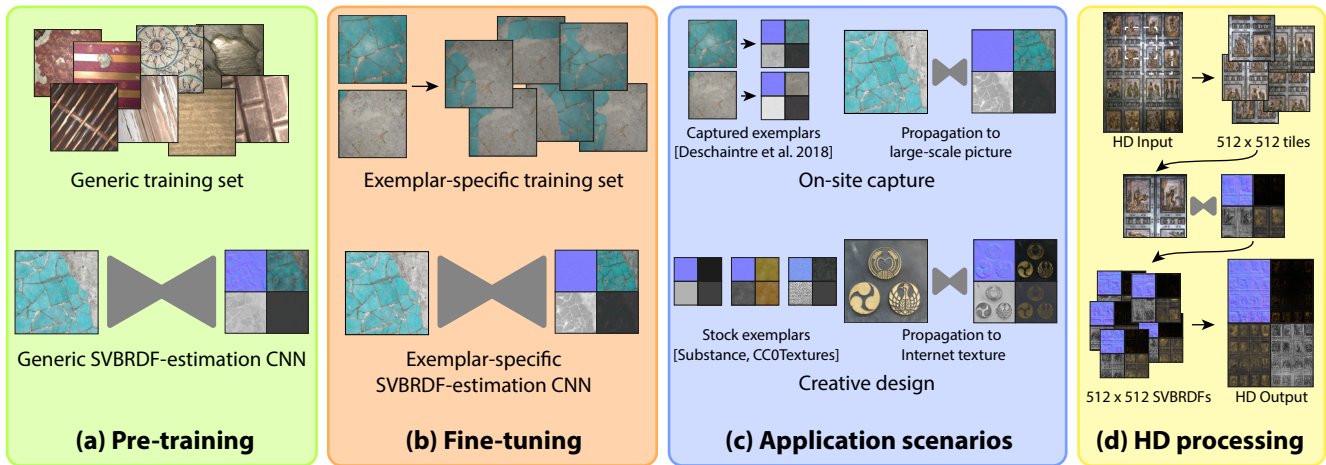 Generic training set
Generic SVBRDF-estimation CNN
(a) Pre-training
Exemplar-specific training set
Exemplar-specific
SVBRDF-estimation CNN
(b) Fine-tuning
Captured exemplars
[Deschaintre et al. 2018]
Propagation to
large-scale picture
On-site capture
Stock exemplars
[Substance, CC0Textures]
Propagation to
Internet texture
Creative design
(c) Application scenarios
HD Input
512 x 512 tiles
512 x 512 SVBRDFs
HD Output
(d) HD processing